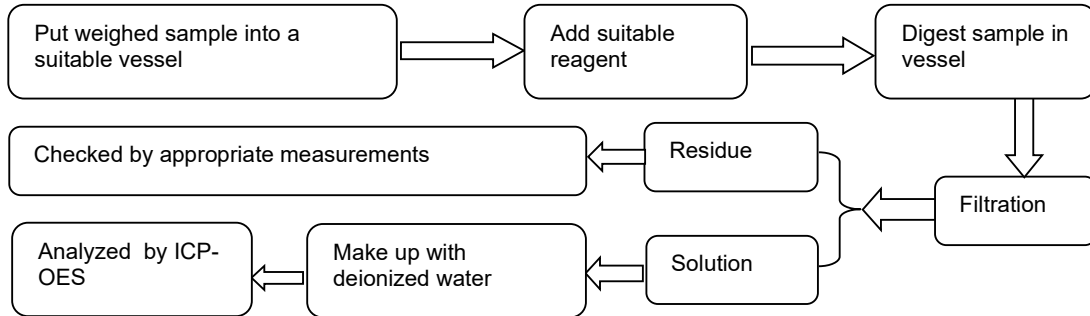 Put weighed sample into a
suitable vessel
Add suitable
reagent
Digest sample in
vessel
Filtration
Residue
Checked by appropriate measurements
Solution
Make up with
deionized water
Analyzed  by ICP-
OES